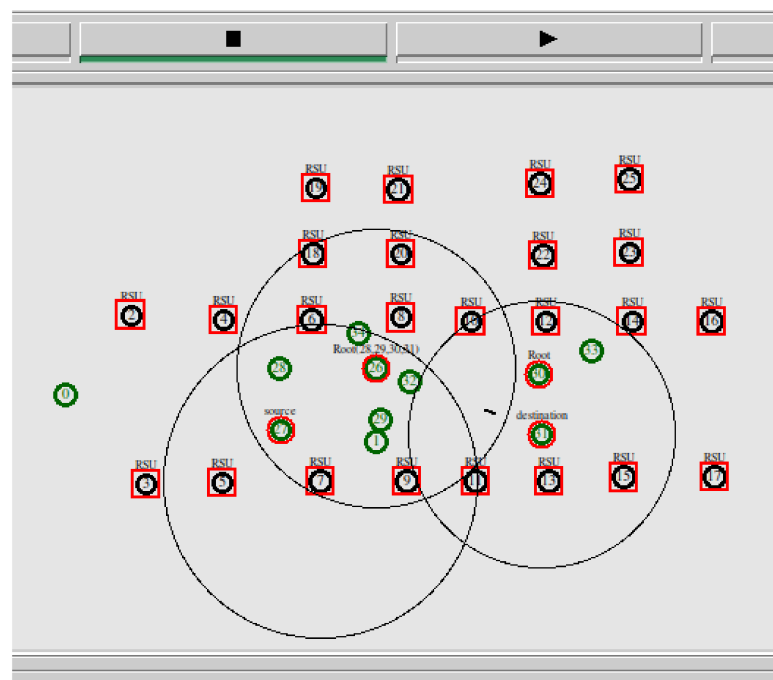 RSU RSU RSU RSU
19 21 24 25
RSU RSU RSU RSU
18 20 22 23
RSU RSU RSU RSU RSU RSU RSU RSU
2 4 6 8 10 12 14 16
34
Root(28,29,30,31) Root 33
28 26 32 30
0
source destination
29
27 1 31
RSU RSU RSU RSU RSU RSU RSU RSU
3 5 7 9 11 13 15 17